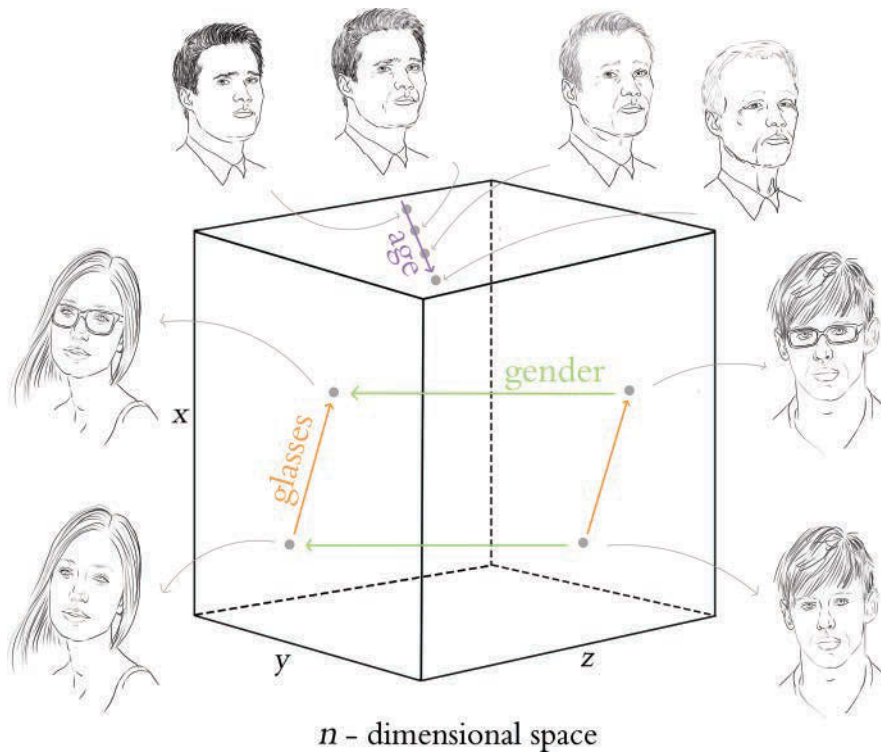 age
gender
x
glasses
y
z
n - dimensional space